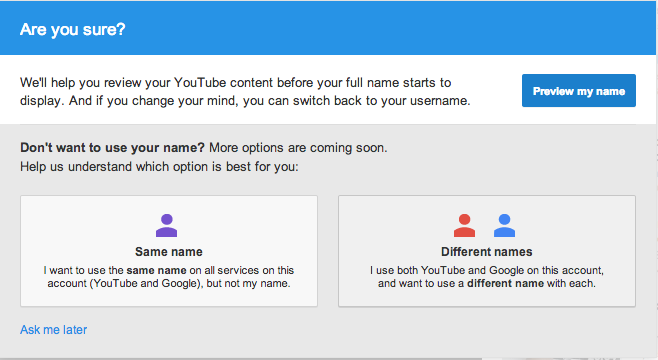 Are you sure?
We'll help you review your YouTube content before your full name starts to
display. And if you change your mind, you can switch back to your username.
Preview my name
Don't want to use your name? More options are coming soon.
Help us understand which option is best for you:
Same name
I want to use the same name on all services on this
account (YouTube and Google), but not my name.
Different names
I use both YouTube and Google on this account,
and want to use a different name with each.
Ask me later